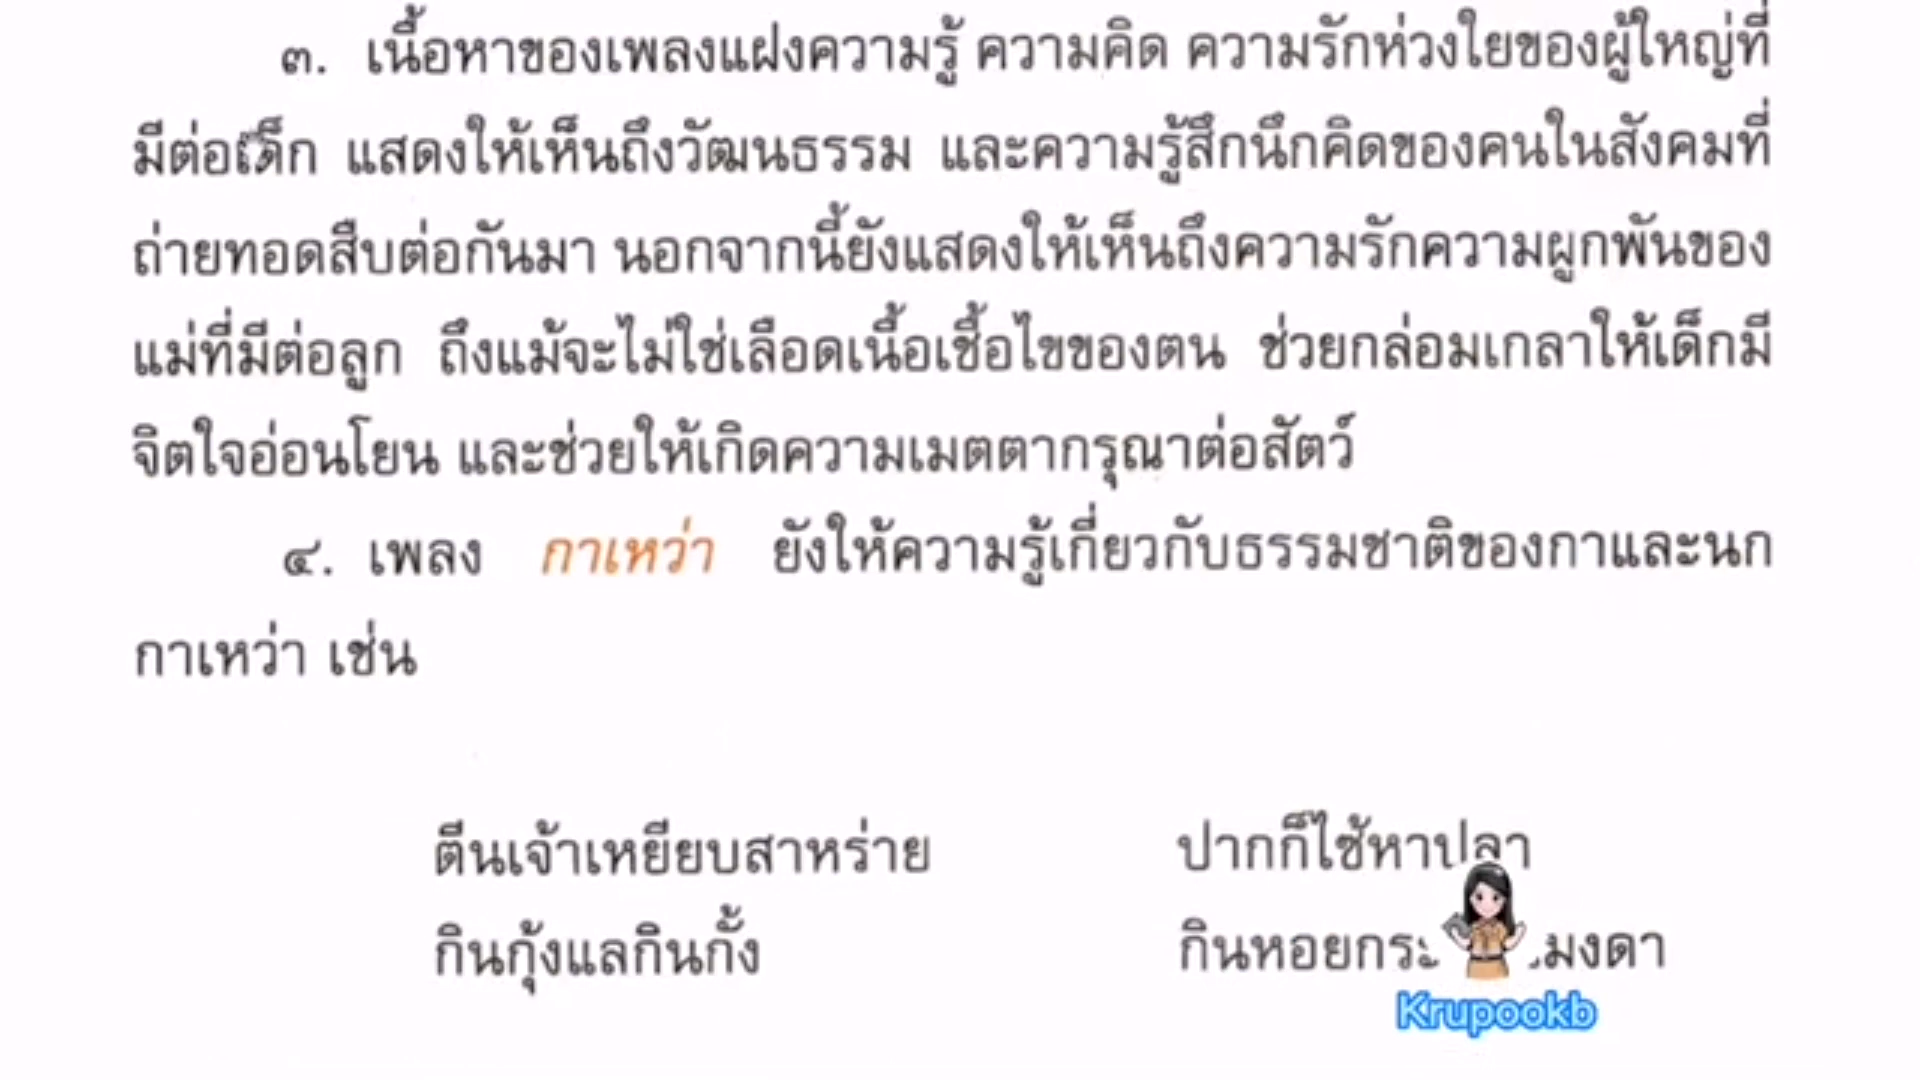 ๓. เนื้อหาของเพลงแฝงความรู้ ความคิด ความรักห่วงใยของผู้ใหญ่ที่
มีต่อเด็ก แสดงให้เห็นถึงวัฒนธรรม และความรู้สึกนึกคิดของคนในสังคมที่
ถ่ายทอดสืบต่อกันมา นอกจากนี้ยังแสดงให้เห็นถึงความรักความผูกพันของ
แม่ที่มีต่อลูก ถึงแม้จะไม่ใช่เลือดเนื้อเชื้อไขของตน ช่วยกล่อมเกลาให้เด็กมี
จิตใจอ่อนโยน และช่วยให้เกิดความเมตตากรุณาต่อสัตว์
๔. เพลง กาเหว่า ยังให้ความรู้เกี่ยวกับธรรมชาติของกาและนก
กาเหว่า เช่น
ตีนเจ้าเหยียบสาหร่าย ปากก็ไซ้หาปลา
กินกุ้งแลกินกั้ง กินหอยกระ แมงดา
Krupookb